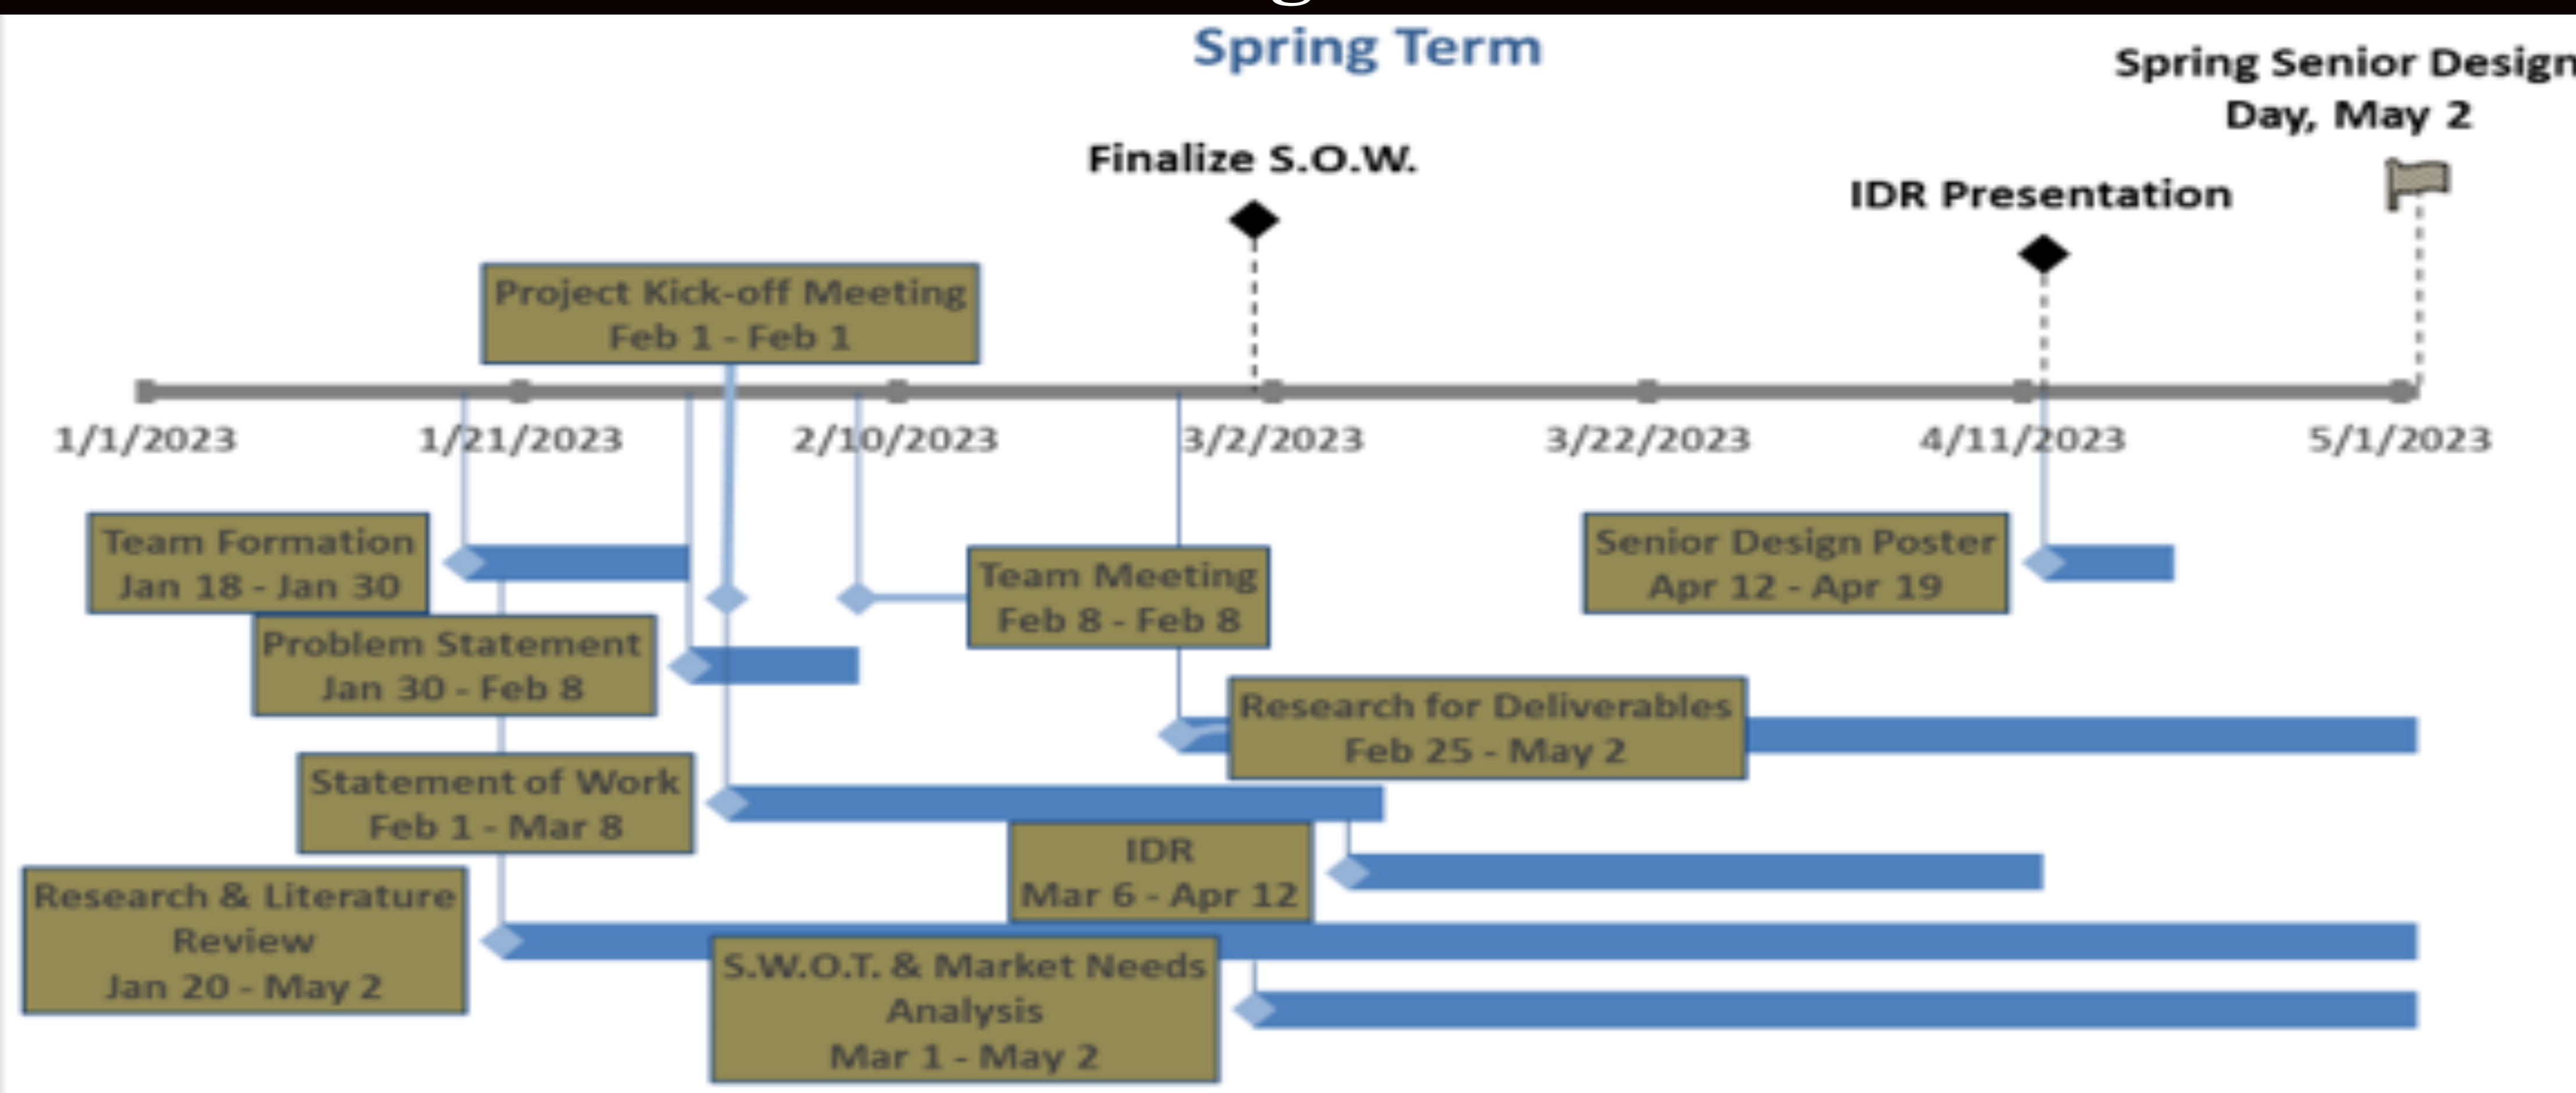 Spring Term
Spring Senior Design
Day, May 2
Finalize S.O.W.
IDR Presentation
Project Kick-off Meeting
Feb 1 - Feb 1
1/1/2023
1/21/2023
2/10/2023
3/2/2023
3/22/2023
4/11/2023
5/1/2023
Team Formation
Jan 18 - Jan 30
Team Meeting
Feb 8 - Feb 8
Senior Design Poster
Apr 12 - Apr 19
Problem Statement
Jan 30 - Feb 8
Research for Deliverables
Feb 25 - May 2
Statement of Work
Feb 1 - Mar 8
IDR
Mar 6 - Apr 12
Research & Literature
Review
Jan 20 - May 2
S.W.O.T. & Market Needs
Analysis
Mar 1 - May 2